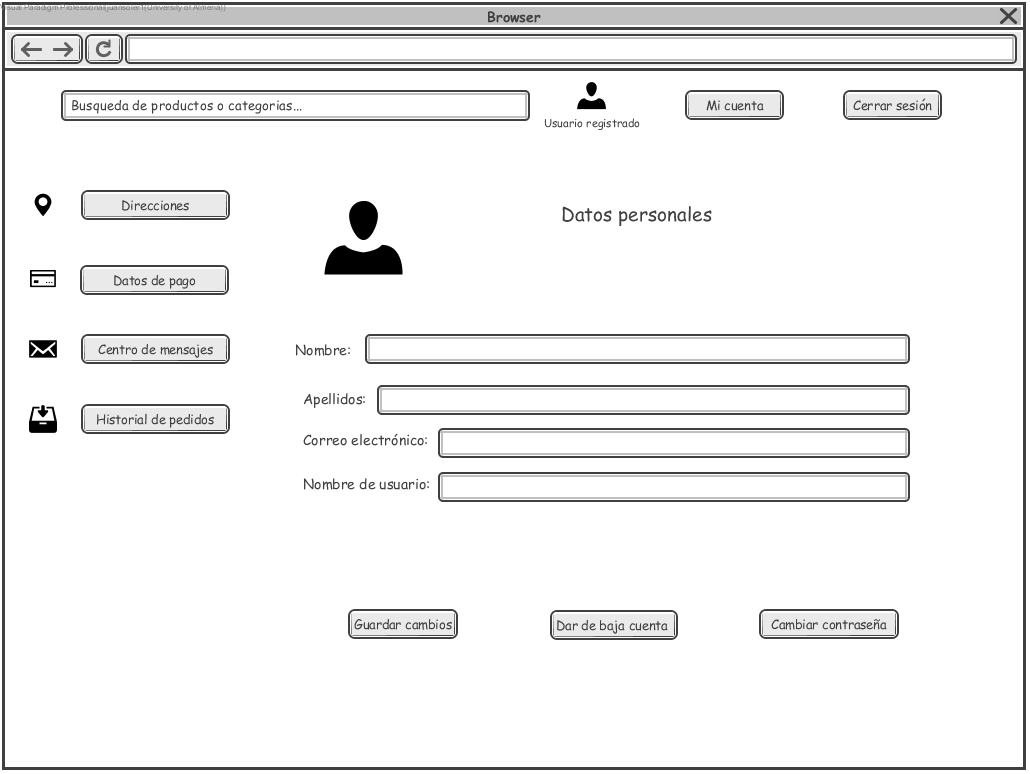 Visual Paradigm Professional(juansoler1(University of Almeria))
Browser
Busqueda de productos o categorias...
Usuario registrado
Mi cuenta
Cerrar sesión
Direcciones
Datos personales
Datos de pago
Centro de mensajes
Nombre:
Apellidos:
Historial de pedidos
Correo electrónico:
Nombre de usuario:
Guardar cambios
Dar de baja cuenta
Cambiar contraseña